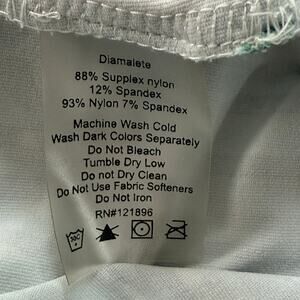 Diamalete
88% Supplex nylon
12% Spandex
93% Nylon 7% Spandex
Machine Wash Cold
Wash Dark Colors Separately
Do Not Bleach
Tumble Dry Low
do Not Dry Clean
Do Not Use Fabric Softeners
Do Not Iron
RN#121896
30C